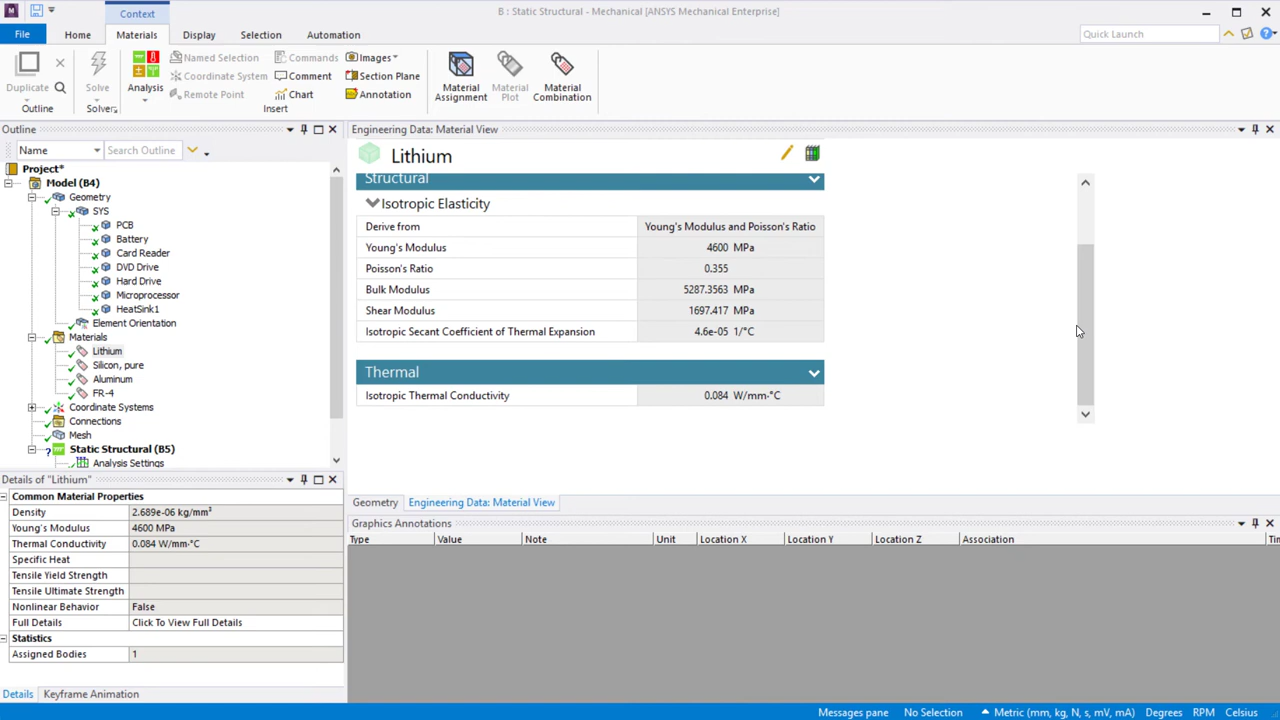 Context
B : Static Structural - Mechanical [ANSYS Mechanical Enterprise]
File
Home
Materials
Display
Selection
Automation
Quick Launch
Duplicate
Outline
Solve
Solvers
Analysis
Named Selection
Coordinate System
Remote Point
Commands
Comment
Chart
Images
Section Plane
Annotation
Insert
Material Assignment
Material Plot
Material Combination
Outline
Name
Search Outline
Project*
Model (B4)
Geometry
SYS
PCB
Battery
Card Reader
DVD Drive
Hard Drive
Microprocessor
HeatSink1
Element Orientation
Materials
Lithium
Silicon, pure
Aluminum
FR-4
Coordinate Systems
Connections
Mesh
Static Structural (B5)
Analysis Settings
Details of "Lithium"
Common Material Properties
Density 2.689e-06 kg/mm³
Young's Modulus 4600 MPa
Thermal Conductivity 0.084 W/mm·°C
Specific Heat
Tensile Yield Strength
Tensile Ultimate Strength
Nonlinear Behavior False
Full Details Click To View Full Details
Statistics
Assigned Bodies 1
Details
Keyframe Animation
Engineering Data: Material View
Lithium
Structural
Isotropic Elasticity
Derive from Young's Modulus and Poisson's Ratio
Young's Modulus 4600 MPa
Poisson's Ratio 0.355
Bulk Modulus 5287.3563 MPa
Shear Modulus 1697.417 MPa
Isotropic Secant Coefficient of Thermal Expansion 4.6e-05 1/°C
Thermal
Isotropic Thermal Conductivity 0.084 W/mm·°C
Geometry
Engineering Data: Material View
Graphics Annotations
Type Value Note Unit Location X Location Y Location Z Association
Messages pane No Selection Metric (mm, kg, N, s, mV, mA) Degrees RPM Celsius